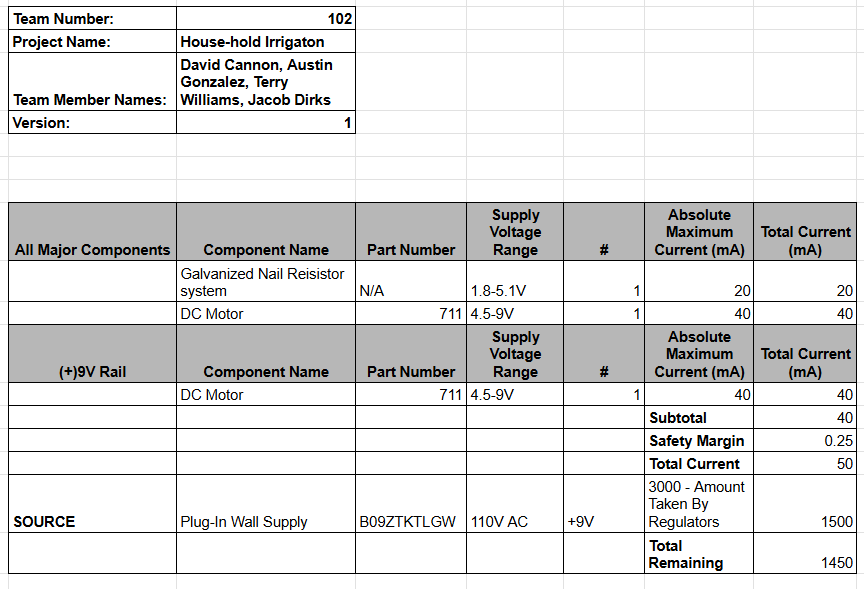 Team Number: 102
Project Name: House-hold Irrigaton
Team Member Names: David Cannon, Austin
Gonzalez, Terry
Williams, Jacob Dirks
Version: 1
All Major Components Component Name Part Number Supply Voltage Range # Absolute Maximum Current (mA) Total Current (mA)
Galvanized Nail Reisistor system N/A 1.8-5.1V 1 20 20
DC Motor 711 4.5-9V 1 40 40
(+)9V Rail Component Name Part Number Supply Voltage Range # Absolute Maximum Current (mA) Total Current (mA)
DC Motor 711 4.5-9V 1 40 40
Subtotal 40
Safety Margin 0.25
Total Current 50
SOURCE Plug-In Wall Supply B09ZTKTLGW 110V AC +9V 3000 - Amount Taken By Regulators 1500
Total Remaining 1450